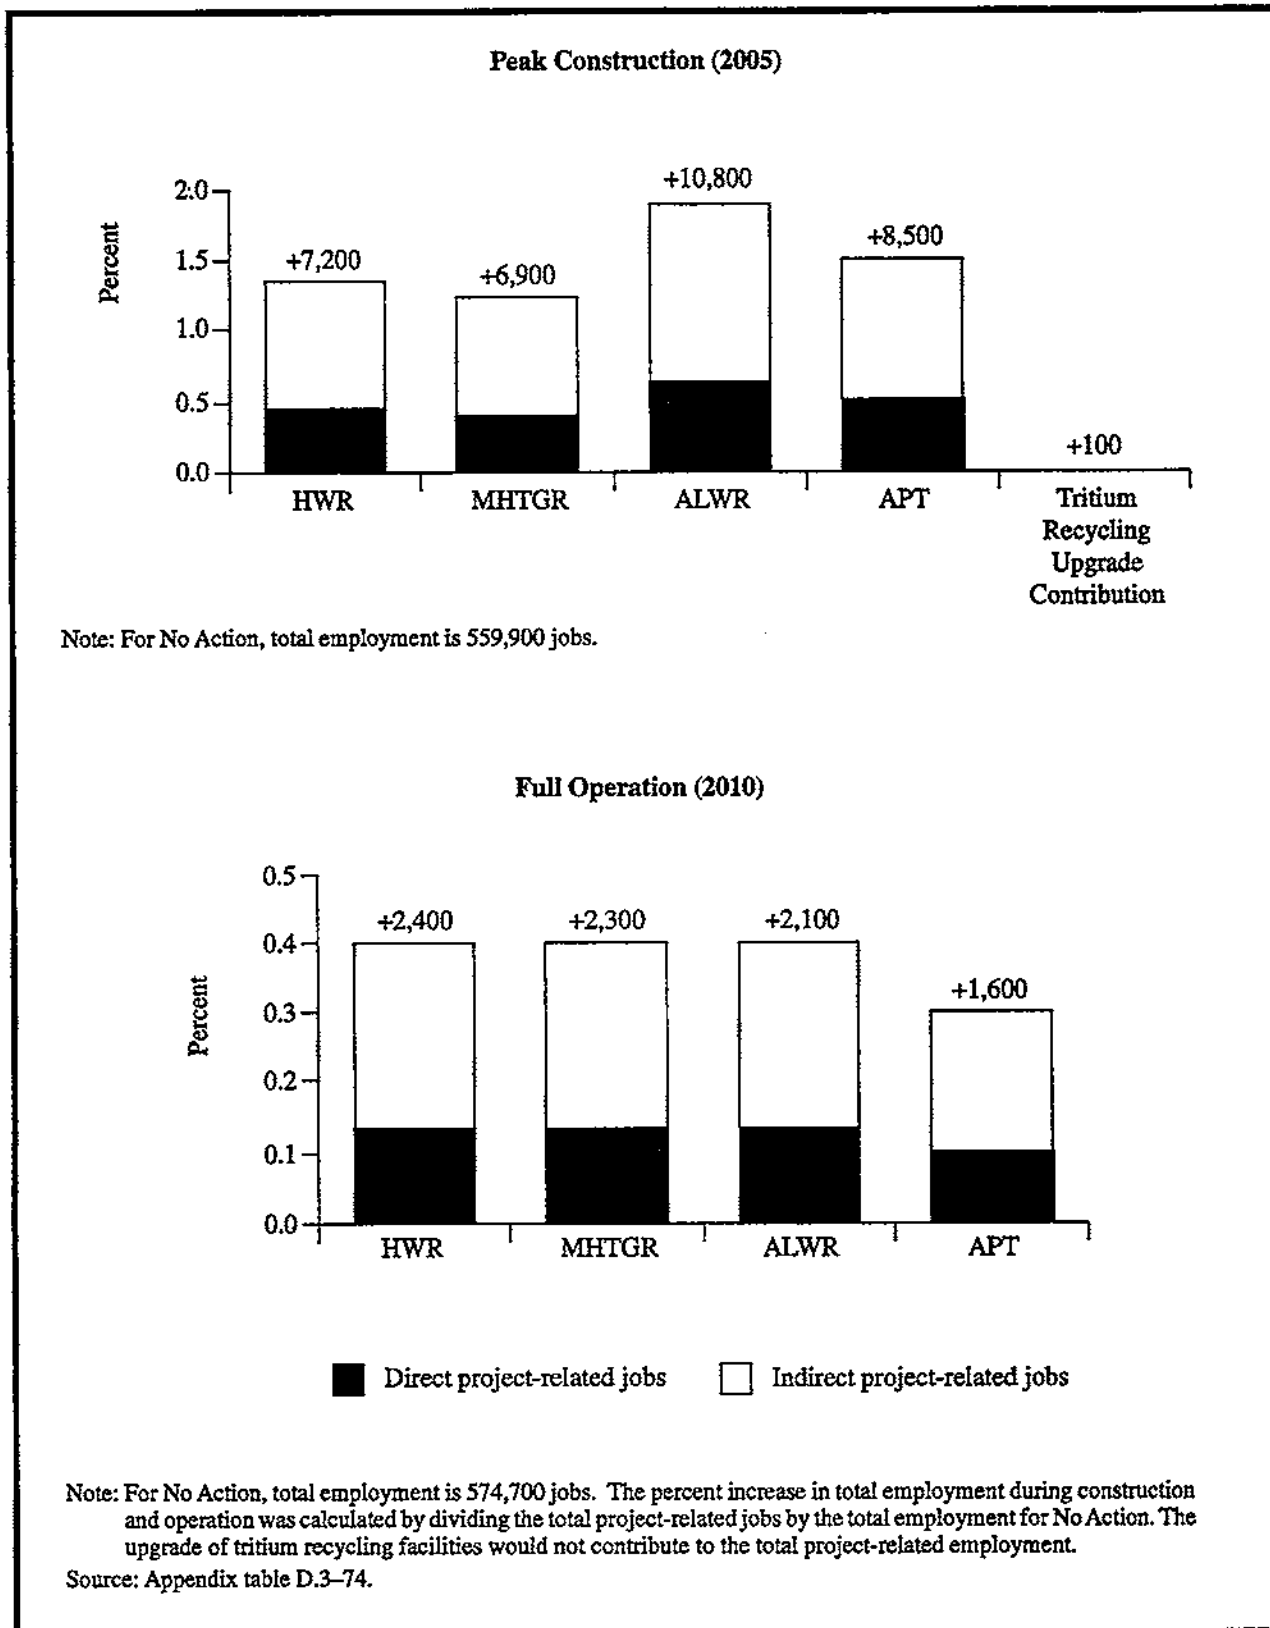 Peak Construction (2005)
+10,800
2.0
+8,500
+7,200
1.5
+6,900
Percent
1.0
0.5
+100
0.0
HWR MHTGR ALWR APT Tritium
Recycling
Upgrade
Contribution
Note: For No Action, total employment is 559,900 jobs.
Full Operation (2010)
0.5
+2,400 +2,300 +2,100
0.4
+1,600
0.3
Percent
0.2
0.1
0.0
HWR MHTGR ALWR APT
Direct project-related jobs Indirect project-related jobs
Note: For No Action, total employment is 574,700 jobs. The percent increase in total employment during construction
and operation was calculated by dividing the total project-related jobs by the total employment for No Action. The
upgrade of tritium recycling facilities would not contribute to the total project-related employment.
Source: Appendix table D.3–74.